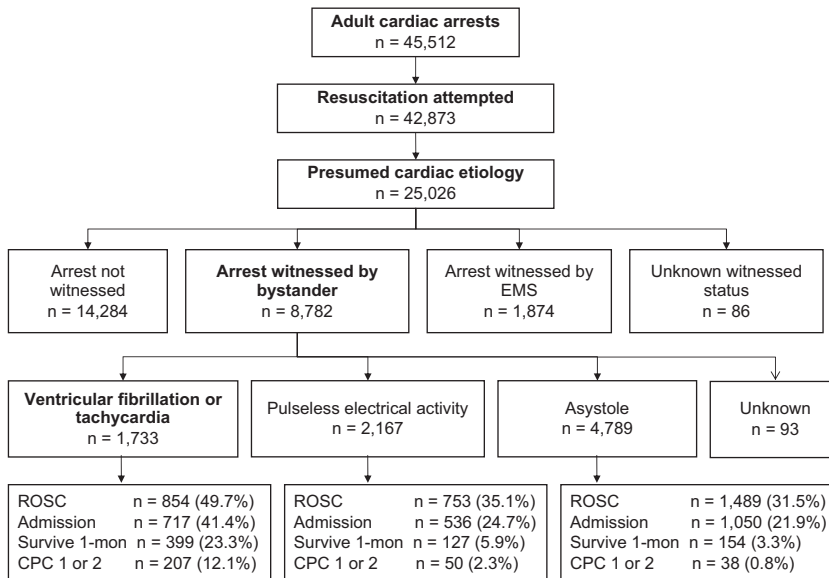 Adult cardiac arrests
n = 45,512
Resuscitation attempted
n = 42,873
Presumed cardiac etiology
n = 25,026
Arrest not
witnessed
n = 14,284
Arrest witnessed by
bystander
n = 8,782
Arrest witnessed by
EMS
n = 1,874
Unknown witnessed
status
n = 86
Ventricular fibrillation or
tachycardia
n = 1,733
Pulseless electrical activity
n = 2,167
Asystole
n = 4,789
Unknown
n = 93
ROSC n = 854 (49.7%)
Admission n = 717 (41.4%)
Survive 1-mon n = 399 (23.3%)
CPC 1 or 2 n = 207 (12.1%)
ROSC n = 753 (35.1%)
Admission n = 536 (24.7%)
Survive 1-mon n = 127 (5.9%)
CPC 1 or 2 n = 50 (2.3%)
ROSC n = 1,489 (31.5%)
Admission n = 1,050 (21.9%)
Survive 1-mon n = 154 (3.3%)
CPC 1 or 2 n = 38 (0.8%)